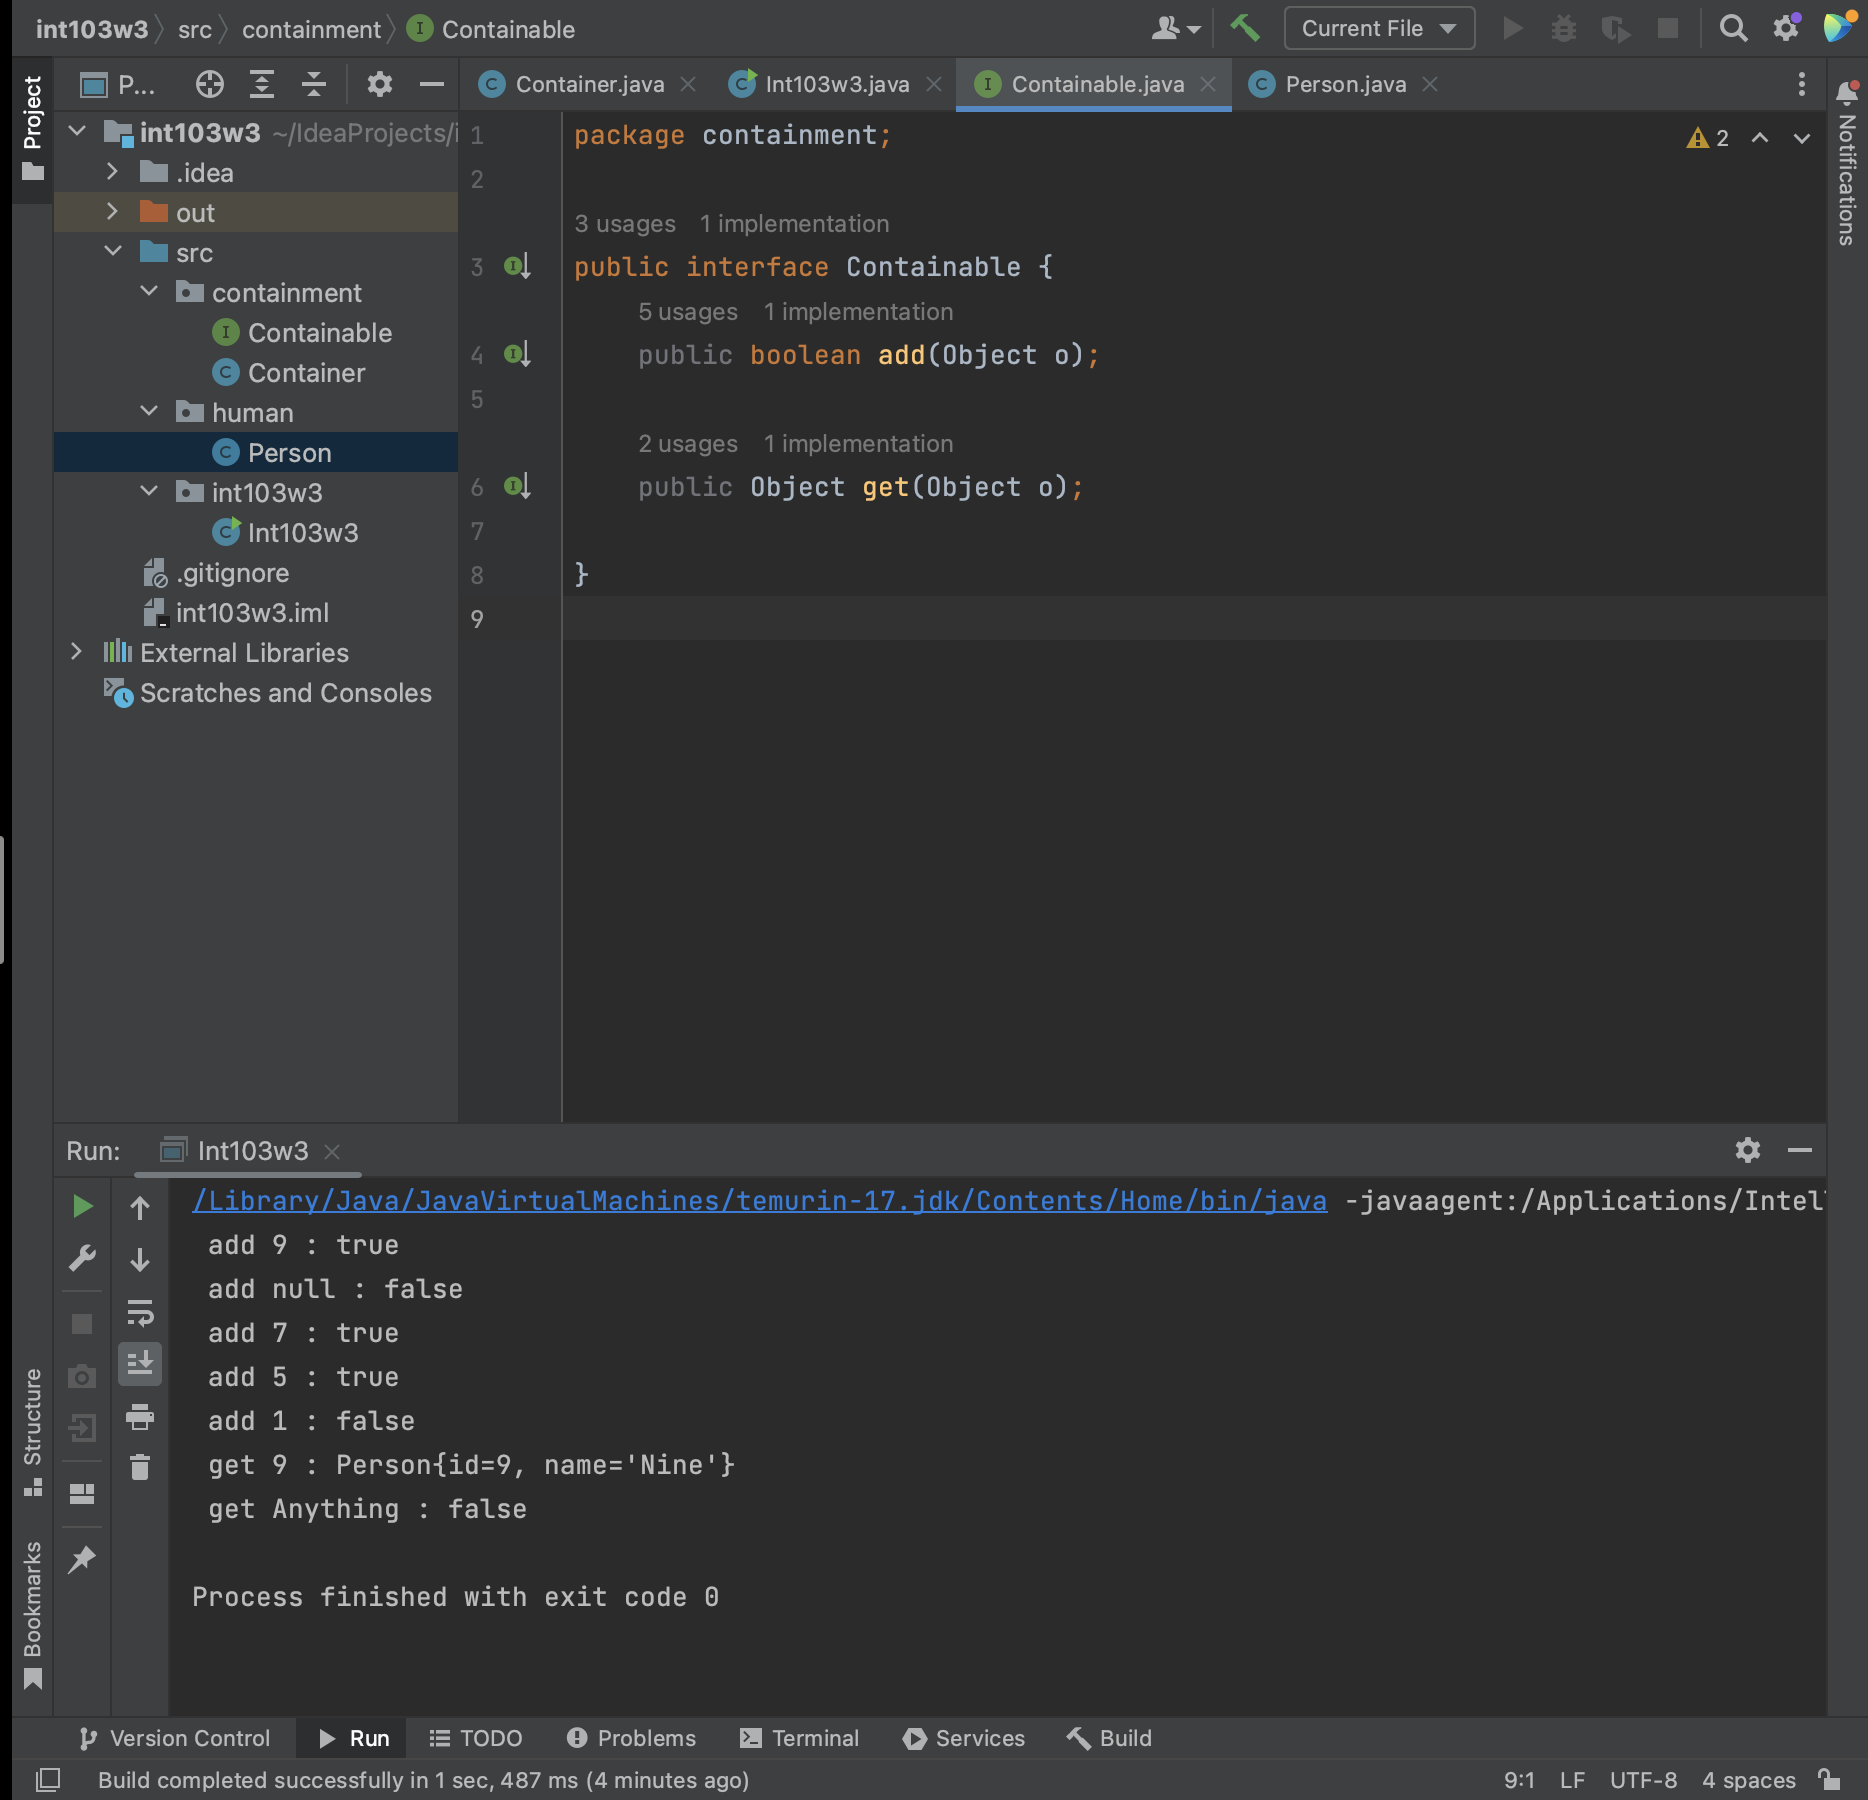 int103w3 src containment Containable
Current File
P...
Container.java Int103w3.java Containable.java Person.java
Project
int103w3 ~/IdeaProjects/i
.idea
out
src
containment
Containable
Container
human
Person
int103w3
Int103w3
.gitignore
int103w3.iml
External Libraries
Scratches and Consoles
1 package containment;
2
3 usages 1 implementation
3 public interface Containable {
5 usages 1 implementation
4 public boolean add(Object o);
5
2 usages 1 implementation
6 public Object get(Object o);
7
8 }
9
2
Notifications
Run: Int103w3
/Library/Java/JavaVirtualMachines/temurin-17.jdk/Contents/Home/bin/java -javaagent:/Applications/Intel
add 9 : true
add null : false
add 7 : true
add 5 : true
add 1 : false
get 9 : Person{id=9, name='Nine'}
get Anything : false
Process finished with exit code 0
Structure
Bookmarks
Version Control Run TODO Problems Terminal Services Build
Build completed successfully in 1 sec, 487 ms (4 minutes ago) 9:1 LF UTF-8 4 spaces